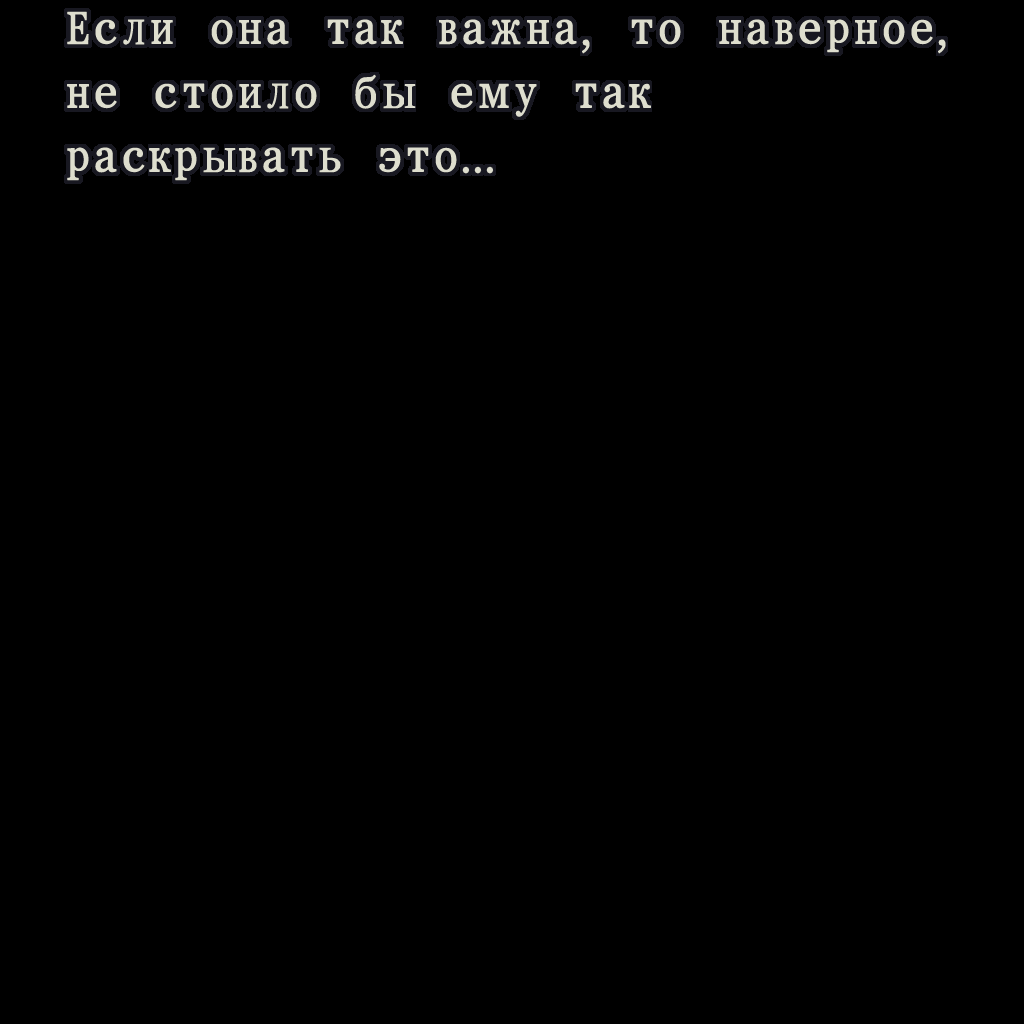 Если она так важна, то наверное,
не стоило бы ему так
раскрывать это...